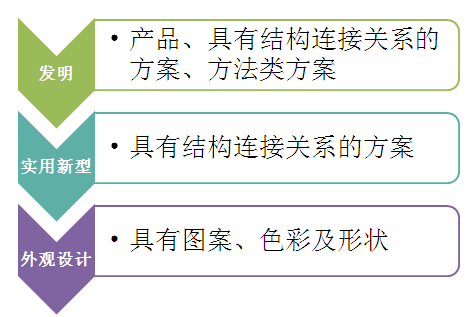 发明
• 产品、具有结构连接关系的
方案、方法类方案
实用新型
• 具有结构连接关系的方案
外观设计
• 具有图案、色彩及形状